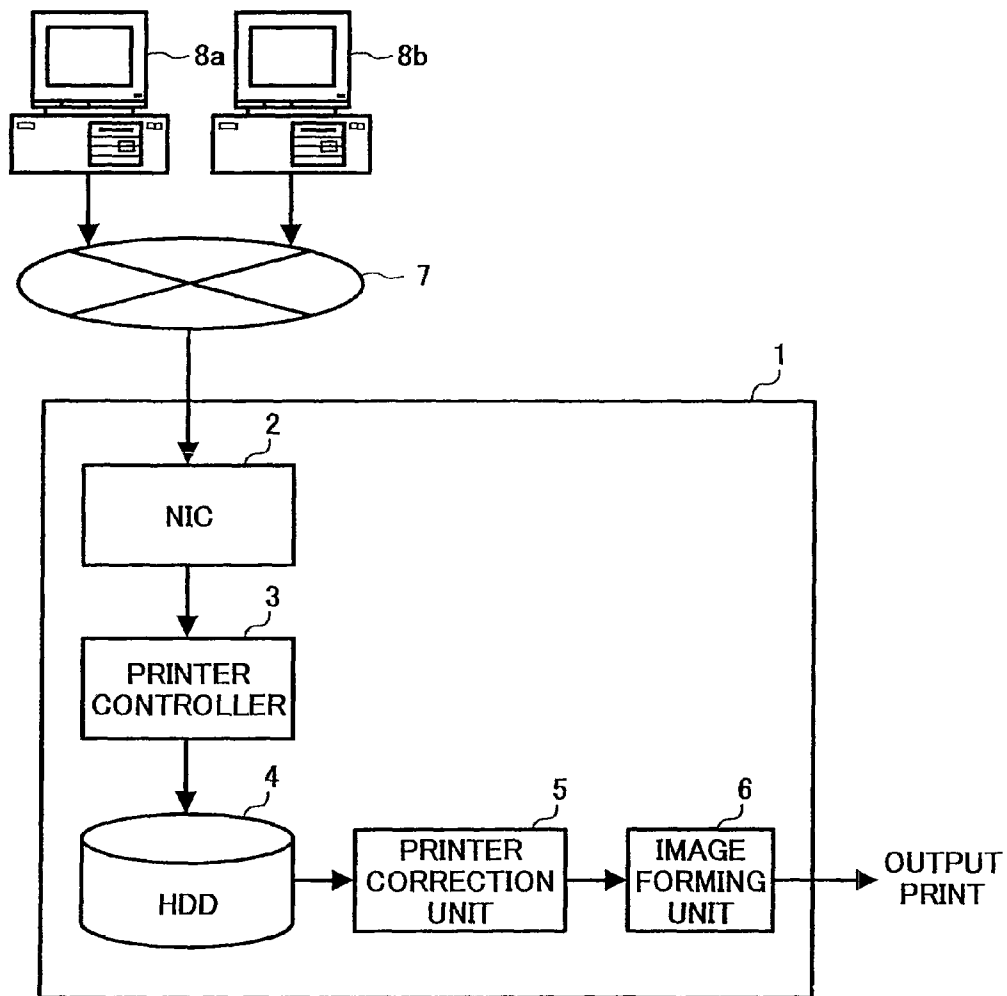 8a
8b
7
1
2
NIC
3
PRINTER
CONTROLLER
4
HDD
5
PRINTER
CORRECTION
UNIT
6
IMAGE
FORMING
UNIT
OUTPUT
PRINT